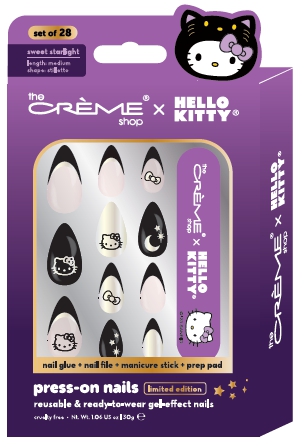 set of 28
sweet starlight
length: medium
shape: stiletto
the
CRÈME®
shop
×
HELLO
KITTY®
the
CRÈME
shop
×
HELLO
KITTY
the
CRÈME
shop
×
HELLO
KITTY®
nail glue + nail file + manicure stick + prep pad
press-on nails
limited edition
reusable & ready-to-wear gel-effect nails
cruelty free • Nt. Wt. 1.06 US oz | 30g